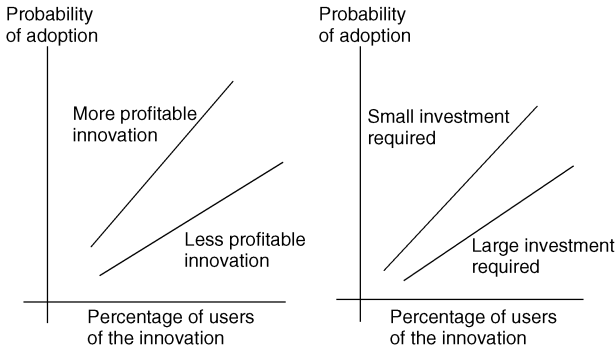 Probability
of adoption
More profitable
innovation
Less profitable
innovation
Percentage of users
of the innovation
Probability
of adoption
Small investment
required
Large investment
required
Percentage of users
of the innovation